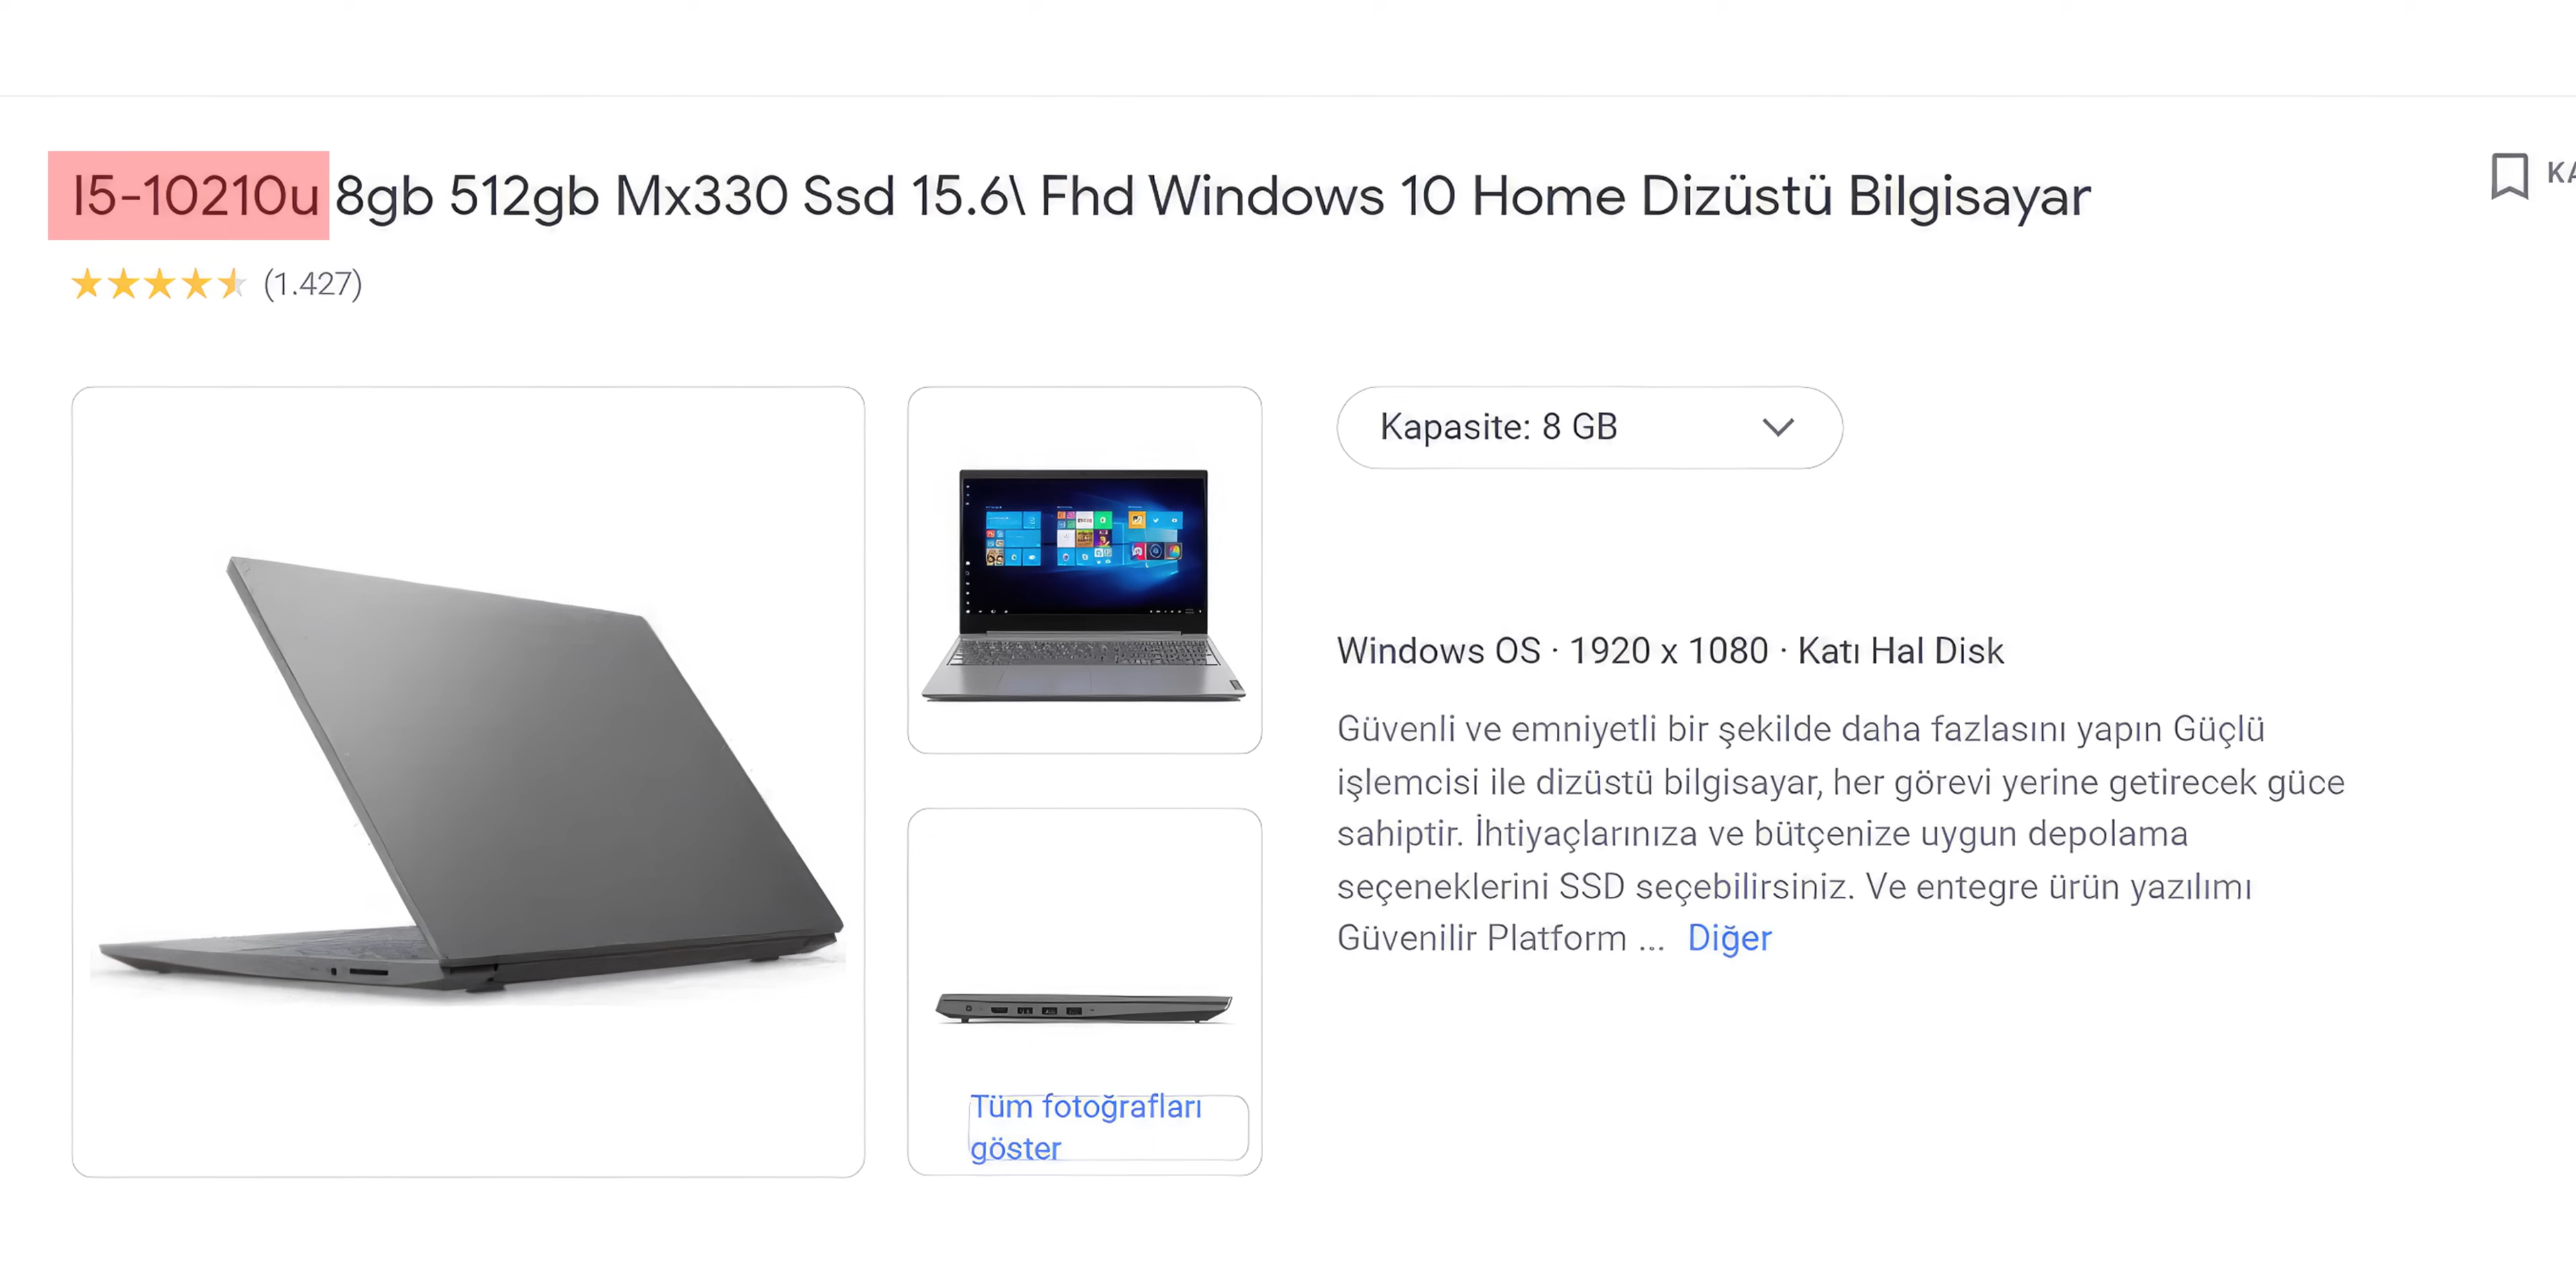 I5-10210u 8gb 512gb Mx330 Ssd 15.6\ Fhd Windows 10 Home Dizüstü Bilgisayar
KA
(1.427)
Kapasite: 8 GB
Windows OS · 1920 x 1080 · Katı Hal Disk
Güvenli ve emniyetli bir şekilde daha fazlasını yapın Güçlü
işlemcisi ile dizüstü bilgisayar, her görevi yerine getirecek güce
sahiptir. İhtiyaçlarınıza ve bütçenize uygun depolama
seçeneklerini SSD seçebilirsiniz. Ve entegre ürün yazılımı
Güvenilir Platform ... Diğer
Tüm fotoğrafları
göster